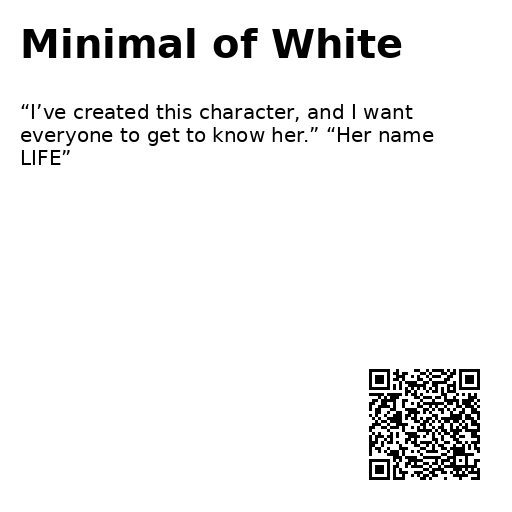 Minimal of White
“I’ve created this character, and I want
everyone to get to know her.” “Her name
LIFE”